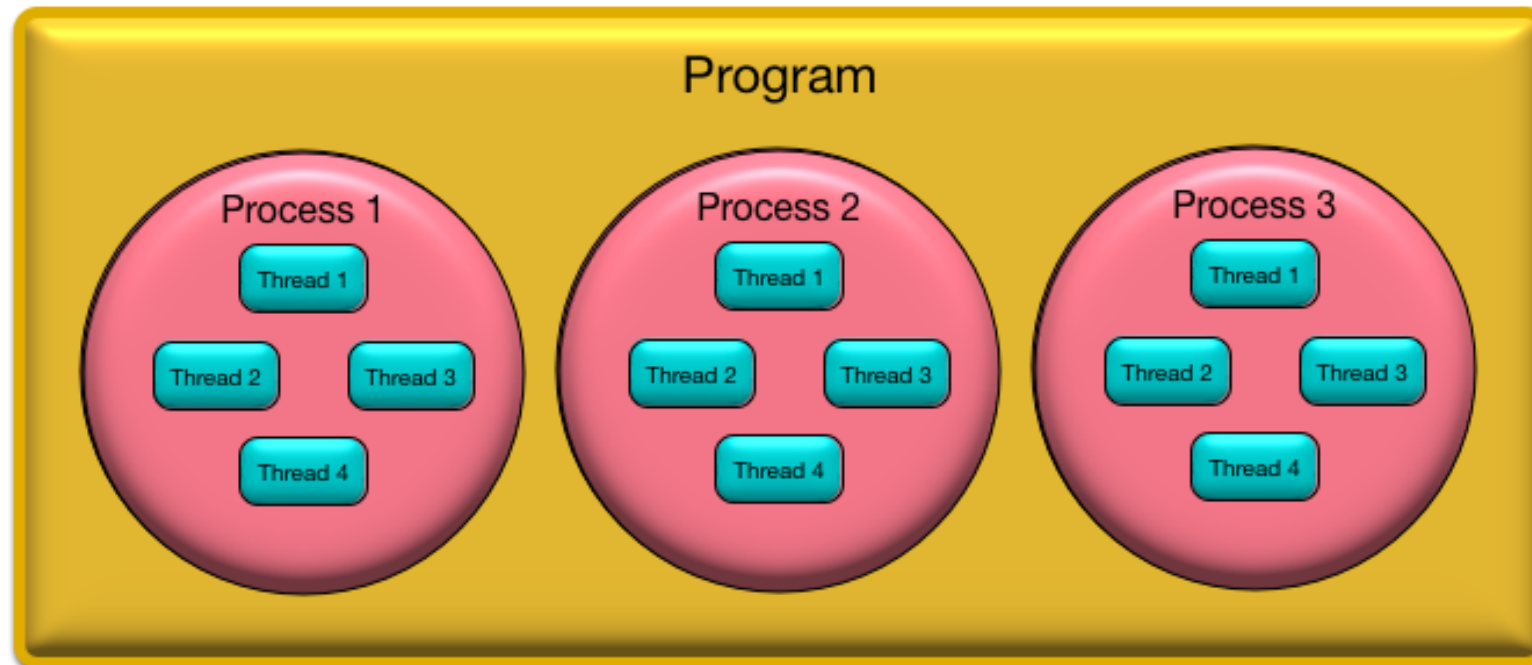 Program
Process 1
Thread 1
Thread 2
Thread 3
Thread 4
Process 2
Thread 1
Thread 2
Thread 3
Thread 4
Process 3
Thread 1
Thread 2
Thread 3
Thread 4